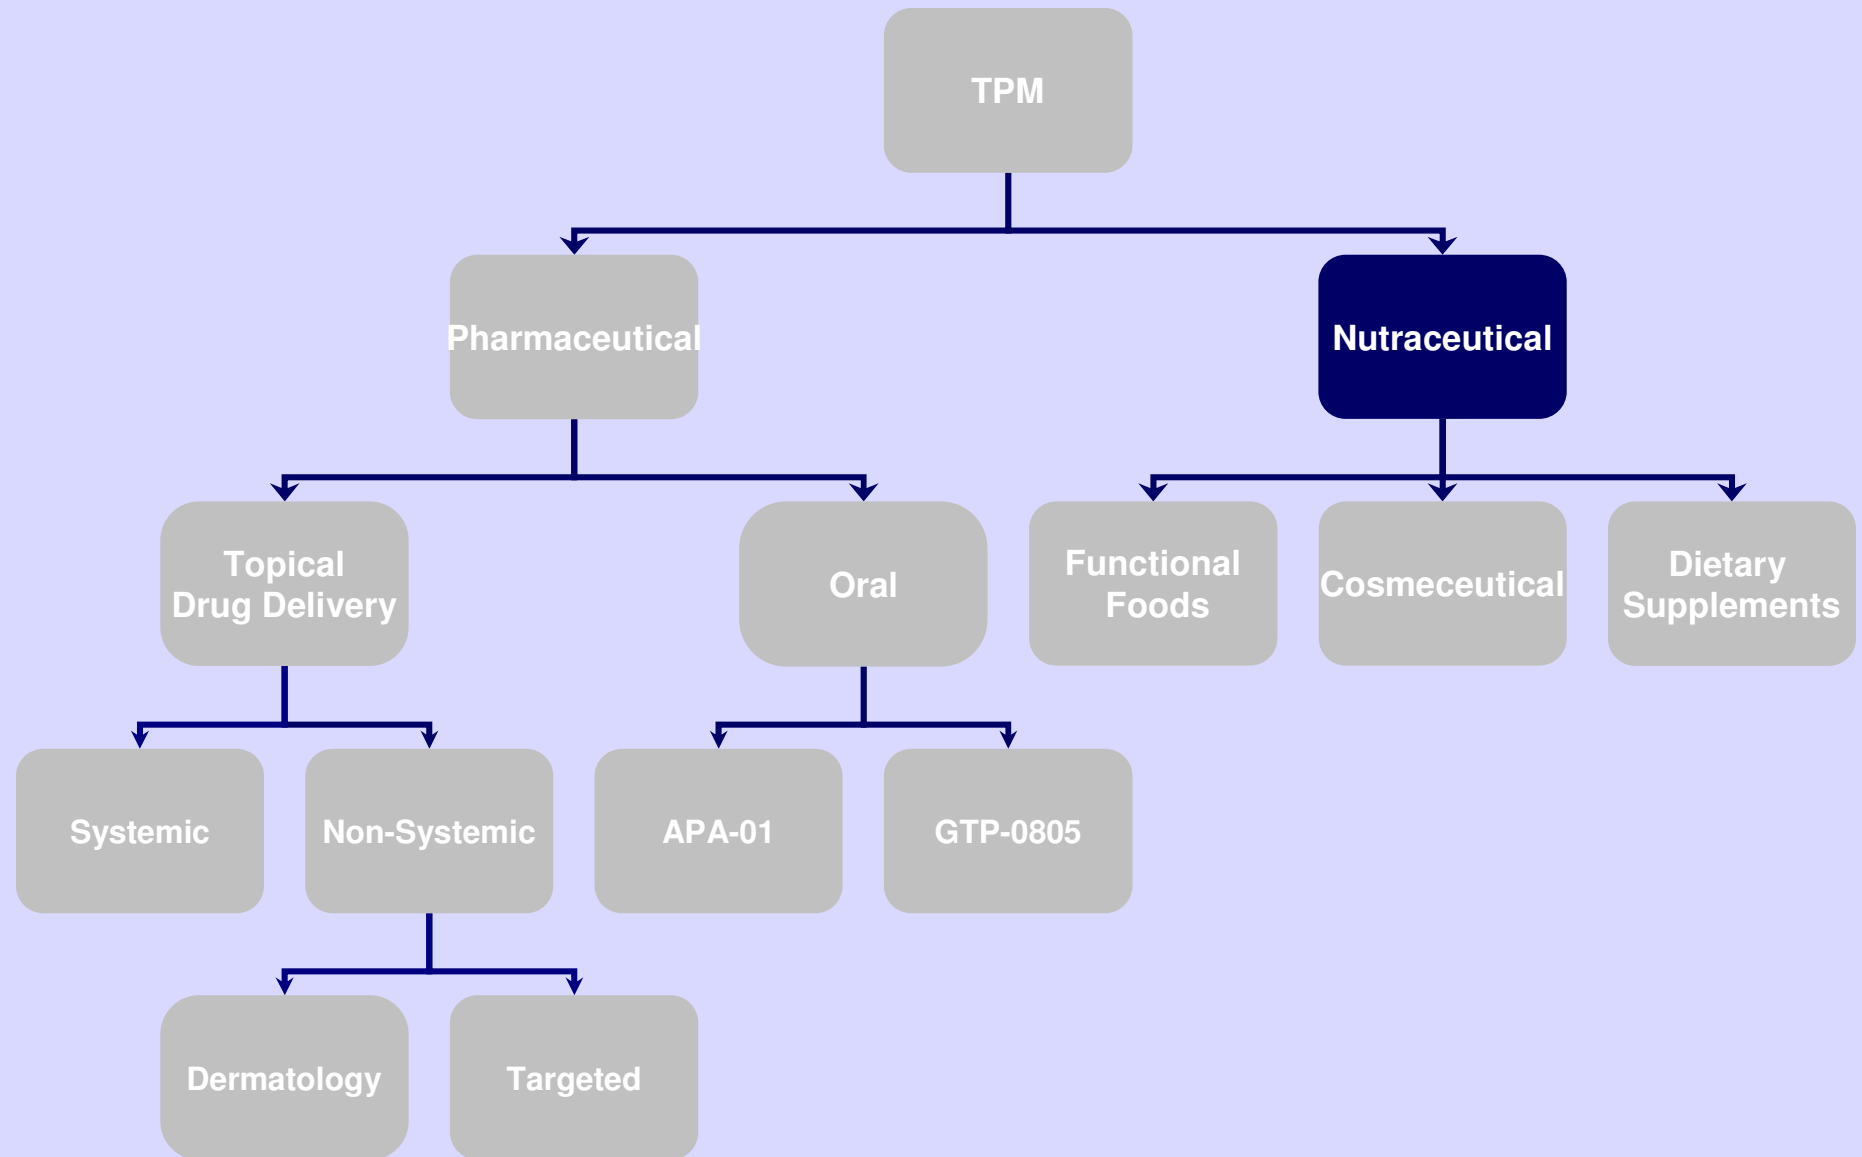 TPM
Pharmaceutical
Nutraceutical
Topical
Drug Delivery
Oral
Functional
Foods
Cosmeceutical
Dietary
Supplements
Systemic
Non-Systemic
APA-01
GTP-0805
Dermatology
Targeted